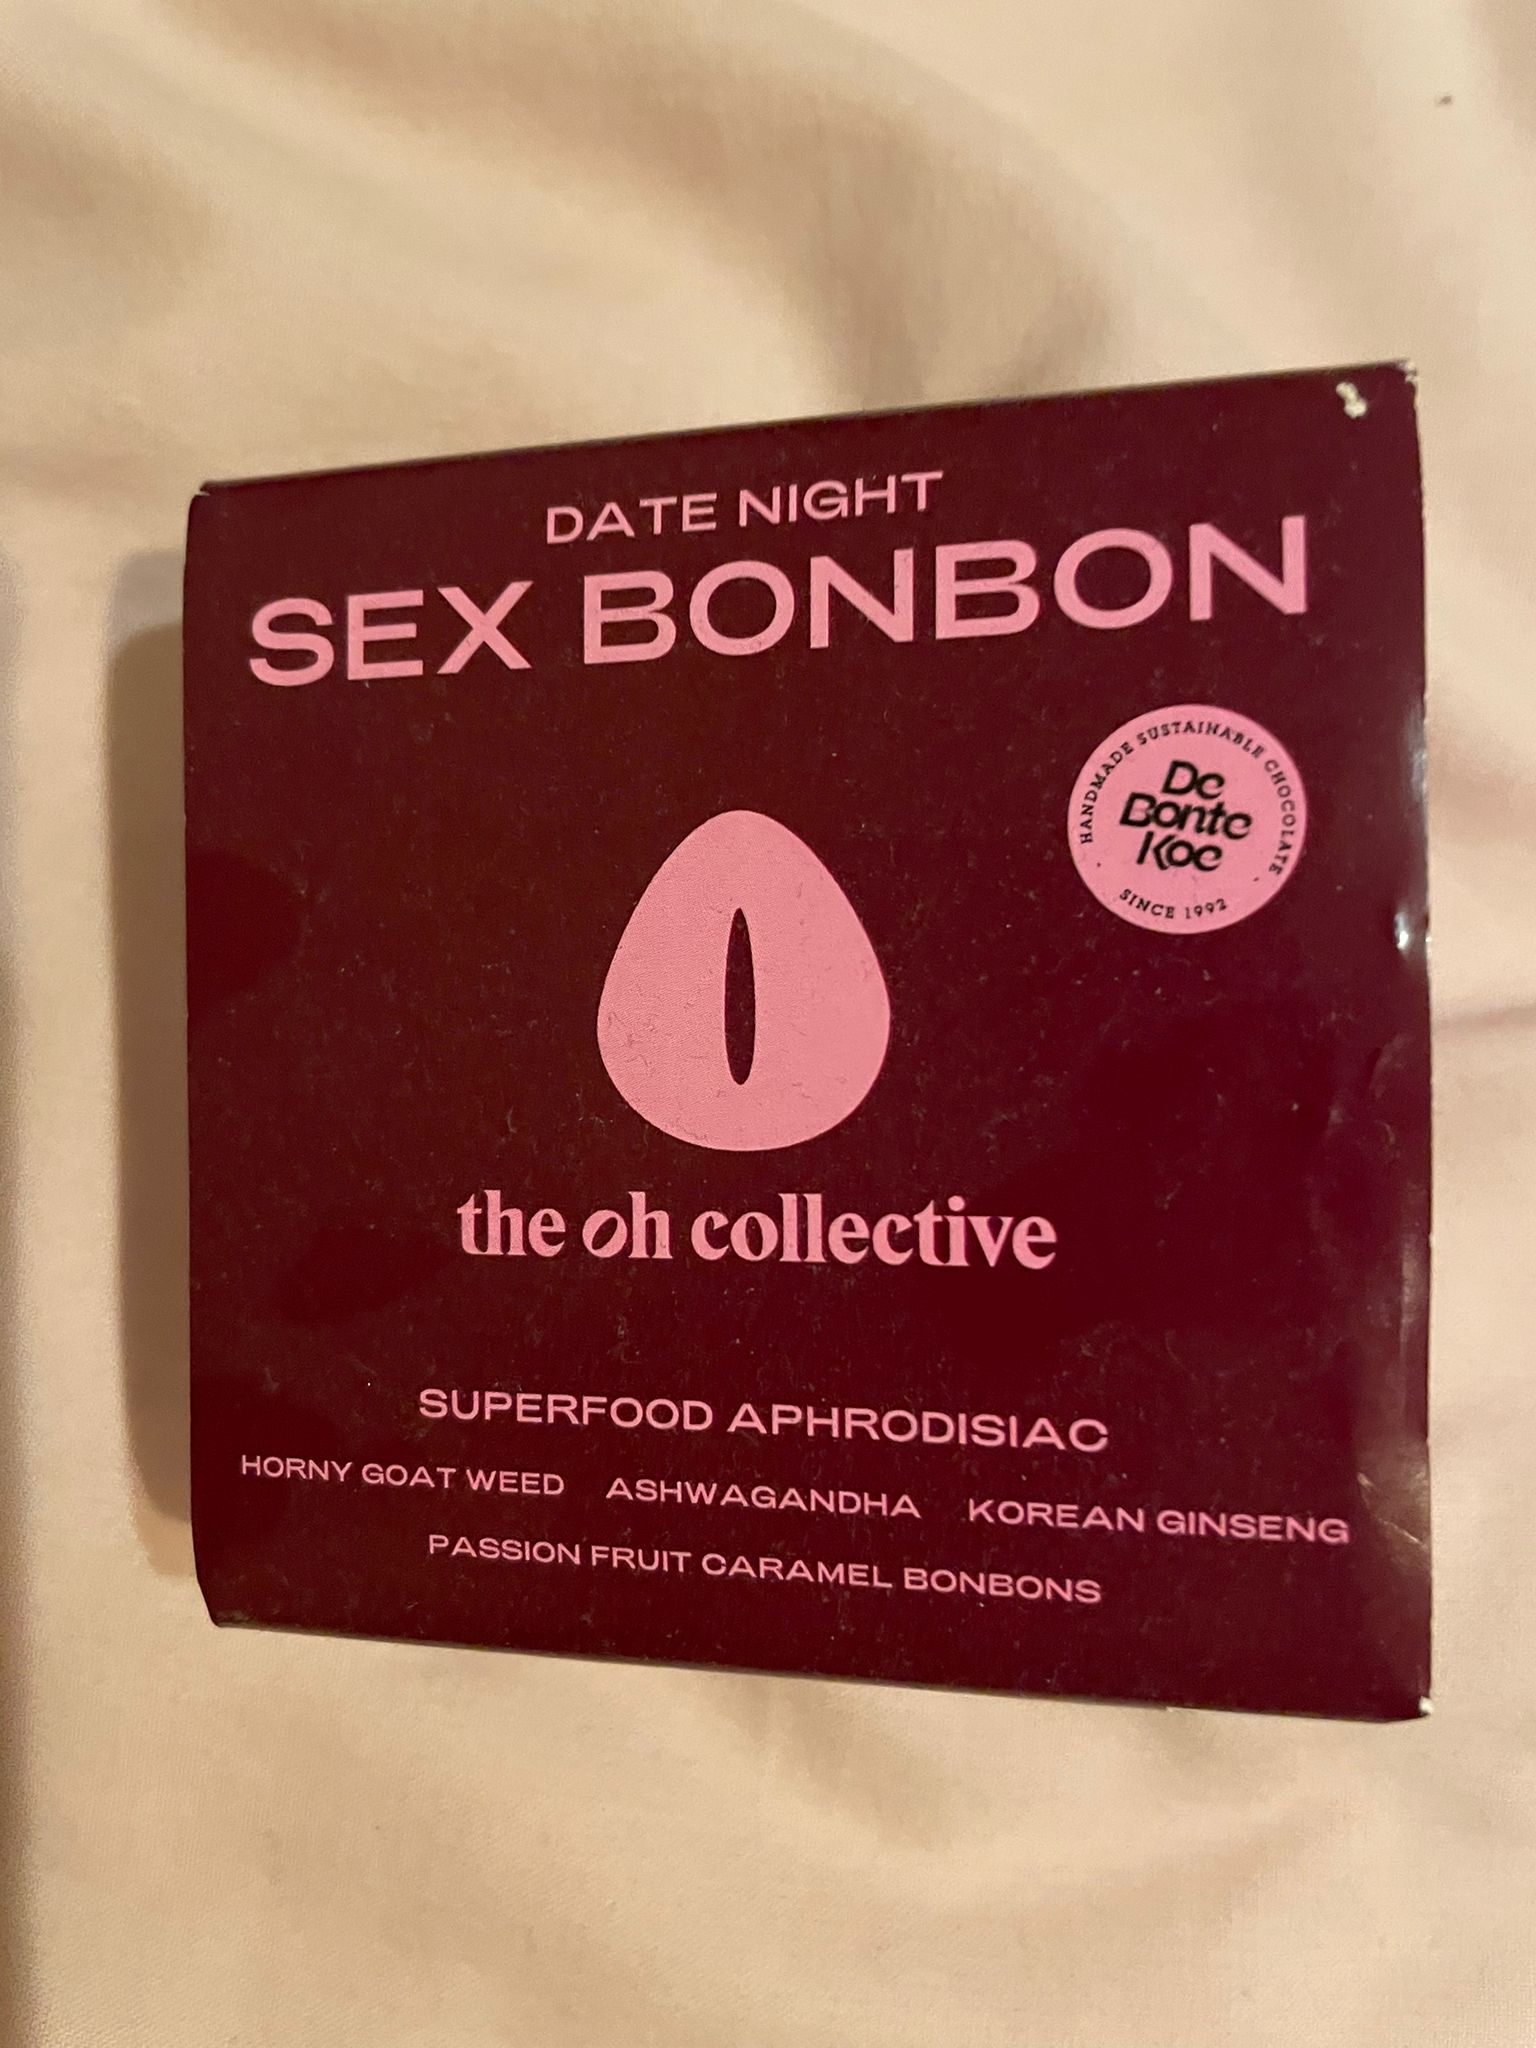 DATE NIGHT
SEX BONBON
HANDMADE SUSTAINABLE CHOCOLATE
De
Bonte
Koe
SINCE 1992
the oh collective
SUPERFOOD APHRODISIAC
HORNY GOAT WEED ASHWAGANDHA KOREAN GINSENG
PASSION FRUIT CARAMEL BONBONS